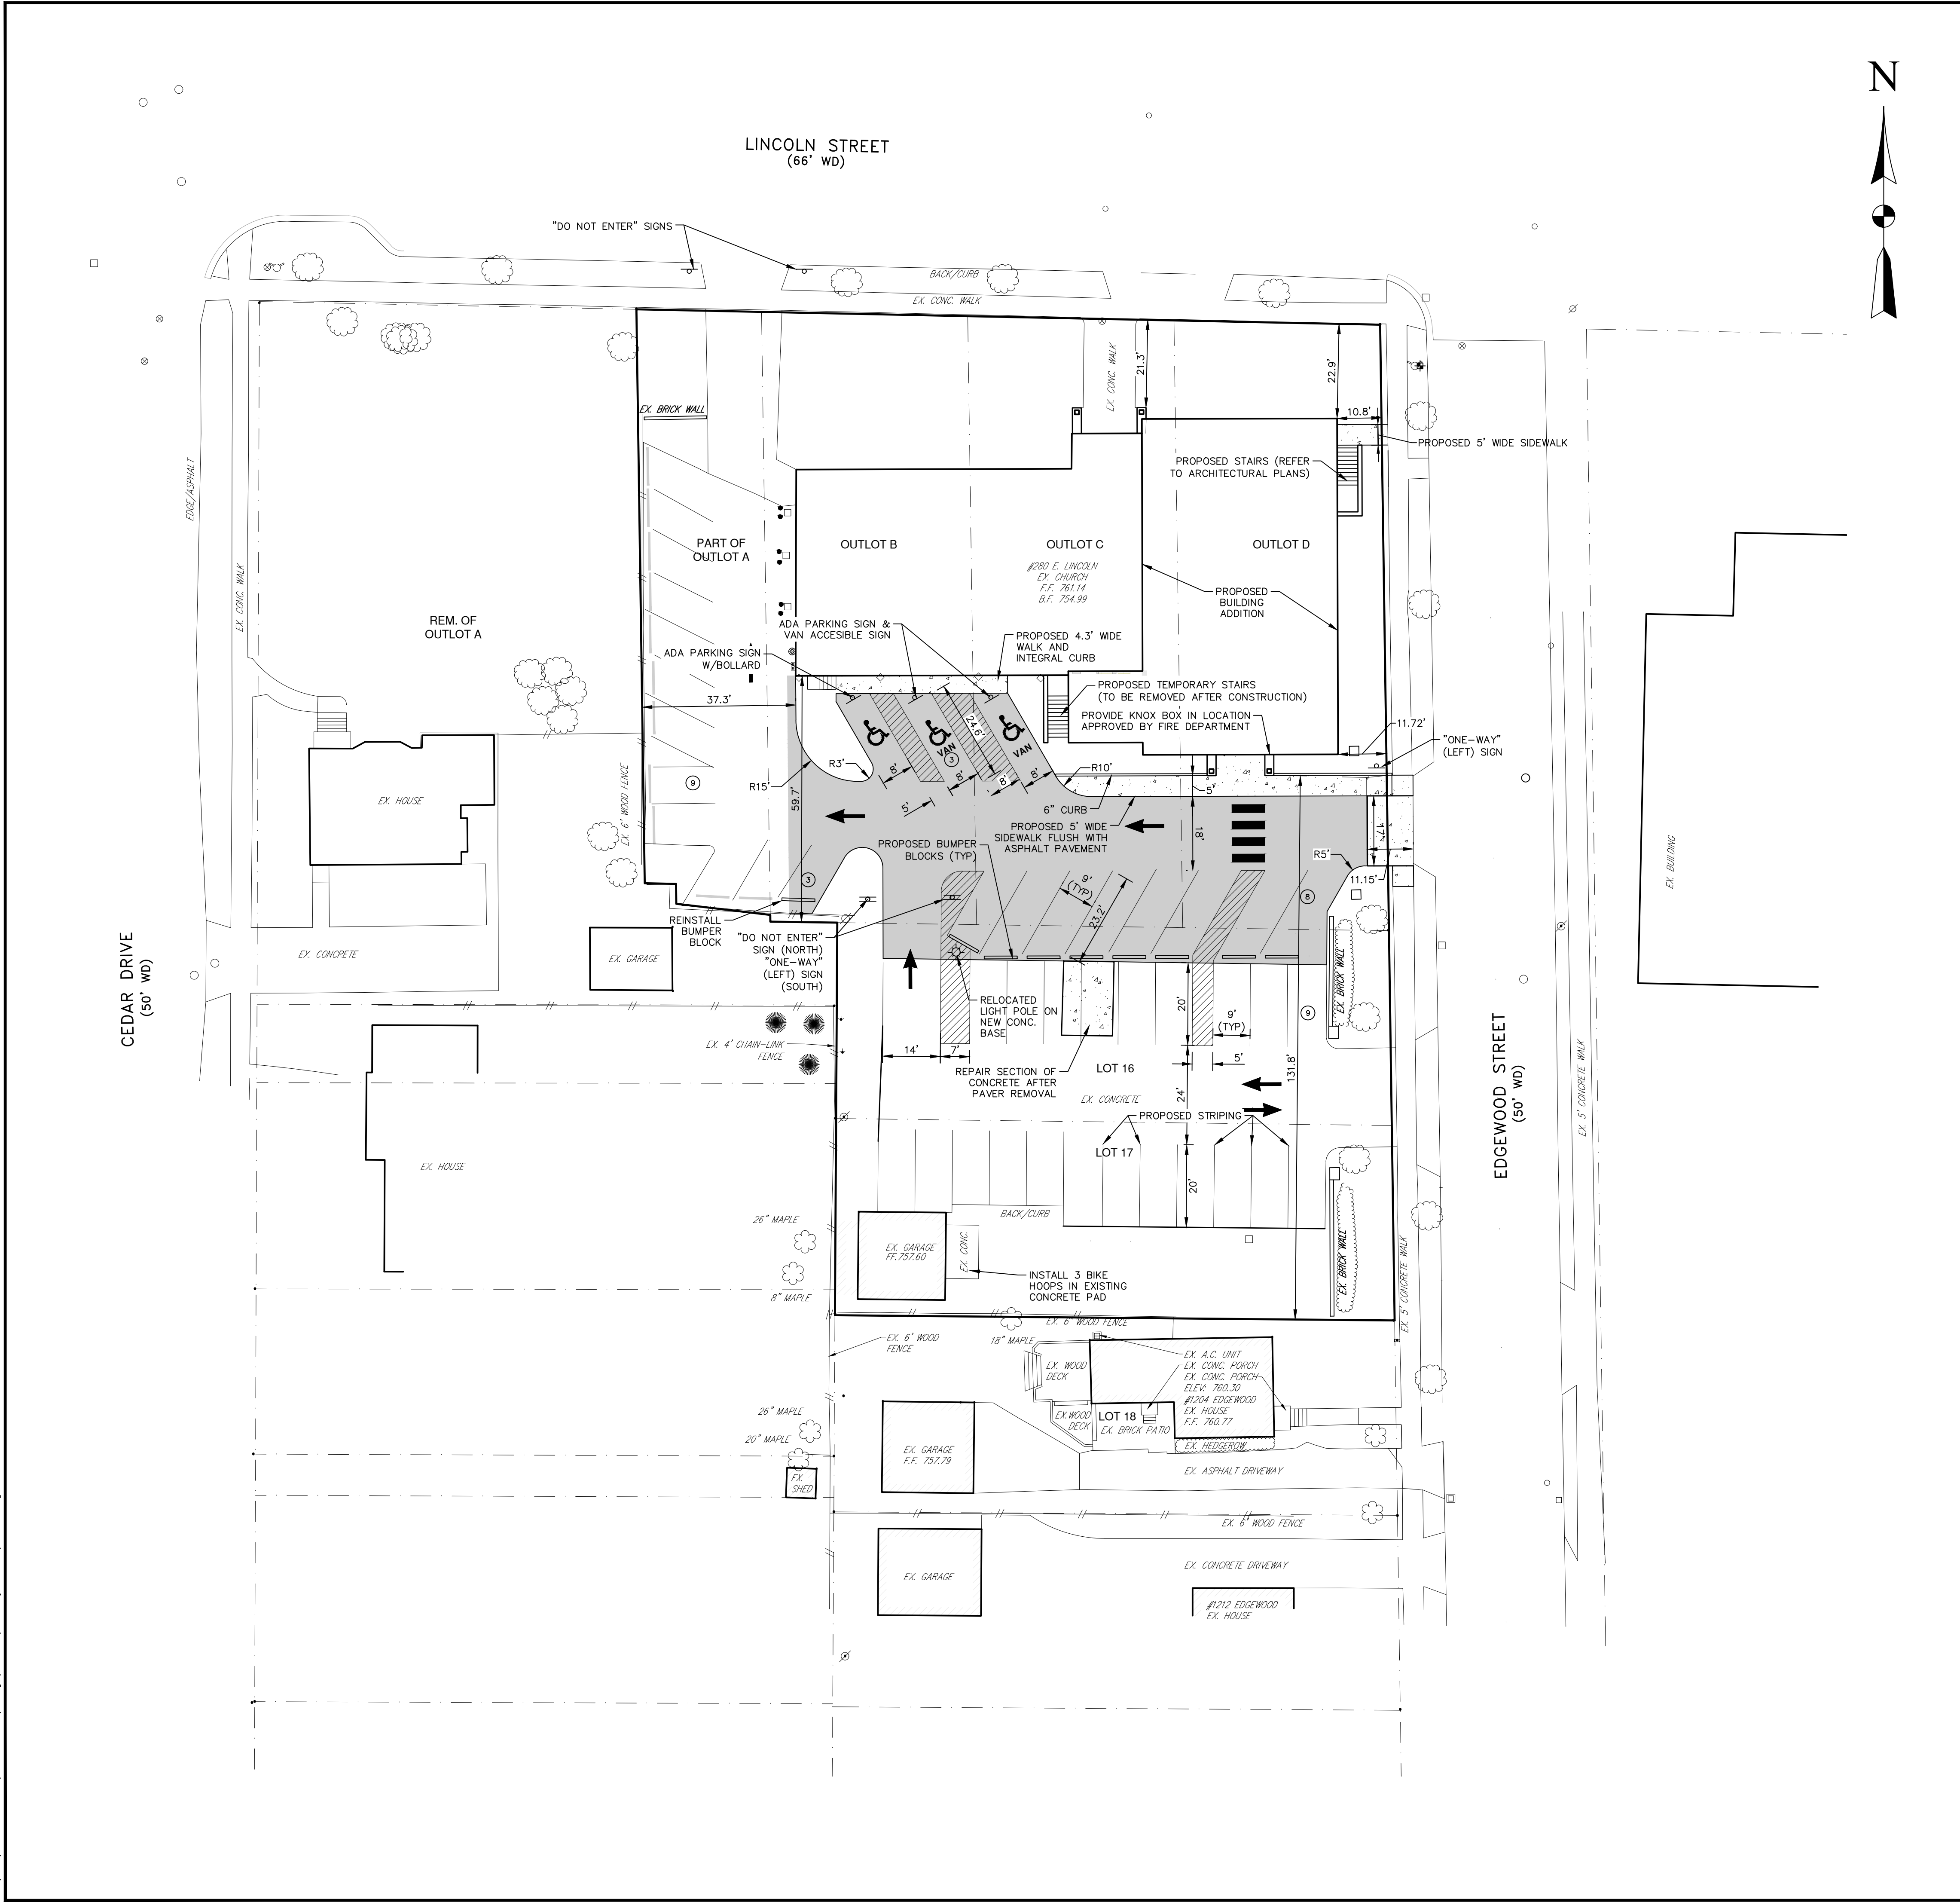 N
LINCOLN STREET
(66' WD)
"DO NOT ENTER" SIGNS
BACK/CURB
EX. CONC. WALK
EX. CONC. WALK
21.3'
22.9'
10.8'
EX. BRICK WALL
PROPOSED 5' WIDE SIDEWALK
PROPOSED STAIRS (REFER
TO ARCHITECTURAL PLANS)
EDGE/ASPHALT
EX. CONC. WALK
PART OF
OUTLOT A
OUTLOT B
OUTLOT C
OUTLOT D
#280 E. LINCOLN
EX. CHURCH
F.F. 761.14
B.F. 754.99
PROPOSED
BUILDING
ADDITION
REM. OF
OUTLOT A
ADA PARKING SIGN &
VAN ACCESIBLE SIGN
PROPOSED 4.3' WIDE
WALK AND
INTEGRAL CURB
ADA PARKING SIGN
W/BOLLARD
PROPOSED TEMPORARY STAIRS
(TO BE REMOVED AFTER CONSTRUCTION)
37.3'
24.6'
PROVIDE KNOX BOX IN LOCATION
APPROVED BY FIRE DEPARTMENT
11.72'
"ONE-WAY"
(LEFT) SIGN
VAN
VAN
3
R3'
R15'
8'
8'
8'
8'
R10'
9
5'
5'
59.7'
6" CURB
PROPOSED 5' WIDE
SIDEWALK FLUSH WITH
ASPHALT PAVEMENT
18'
17'
EX. HOUSE
EX. 6' WOOD FENCE
PROPOSED BUMPER
BLOCKS (TYP)
R5'
11.15'
3
9'
(TYP)
8
23.2'
EX. BUILDING
REINSTALL
BUMPER
BLOCK
"DO NOT ENTER"
SIGN (NORTH)
"ONE-WAY"
(LEFT) SIGN
(SOUTH)
CEDAR DRIVE
(50' WD)
EX. CONCRETE
EX. GARAGE
EX. BRICK WALL
RELOCATED
LIGHT POLE ON
NEW CONC.
BASE
20'
9'
(TYP)
9
EX. 4' CHAIN-LINK
FENCE
14'
7'
5'
REPAIR SECTION OF
CONCRETE AFTER
PAVER REMOVAL
LOT 16
EX. CONCRETE
24'
131.8'
EDGEWOOD STREET
(50' WD)
EX. 5' CONCRETE WALK
PROPOSED STRIPING
LOT 17
EX. HOUSE
20'
26" MAPLE
BACK/CURB
EX. GARAGE
FF.757.60
EX. CONC.
EX. BRICK WALL
EX. 5' CONCRETE WALK
INSTALL 3 BIKE
HOOPS IN EXISTING
CONCRETE PAD
8" MAPLE
EX. 6' WOOD FENCE
EX. 6' WOOD
FENCE
18" MAPLE
EX. WOOD
DECK
EX. A.C. UNIT
EX. CONC. PORCH
EX. CONC. PORCH
ELEV: 760.30
#1204 EDGEWOOD
EX. HOUSE
F.F. 760.77
26" MAPLE
EX.WOOD
DECK
LOT 18
EX. BRICK PATIO
20" MAPLE
EX. GARAGE
F.F. 757.79
EX. HEDGEROW
EX. ASPHALT DRIVEWAY
EX.
SHED
EX. 6' WOOD FENCE
EX. GARAGE
EX. CONCRETE DRIVEWAY
#1212 EDGEWOOD
EX. HOUSE